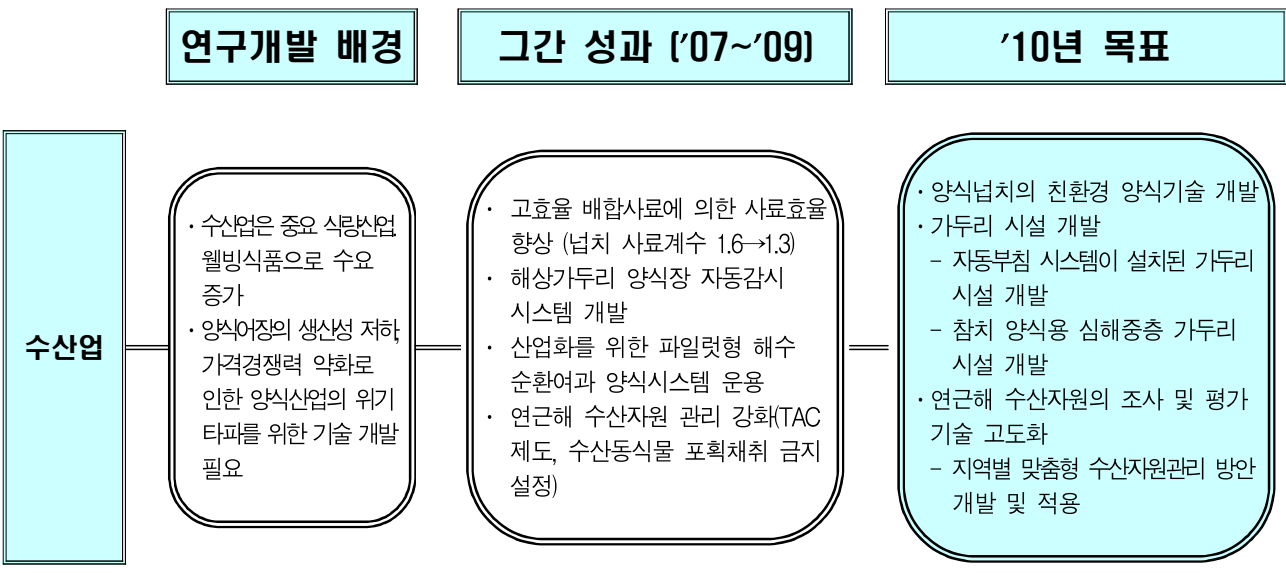 연구개발 배경
그간 성과 ('07~'09)
'10년 목표
수산업
· 수산업은 중요 식량산업,
웰빙식품으로 수요
증가
· 양식어장의 생산성 저하,
가격경쟁력 약화로
인한 양식산업의 위기
타파를 위한 기술 개발
필요
· 고효율 배합사료에 의한 사료효율
향상 (넙치 사료계수 1.6→1.3)
· 해상가두리 양식장 자동감시
시스템 개발
· 산업화를 위한 파일럿형 해수
순환여과 양식시스템 운용
· 연근해 수산자원 관리 강화(TAC
제도, 수산동식물 포획채취 금지
설정)
· 양식넙치의 친환경 양식기술 개발
· 가두리 시설 개발
- 자동부침 시스템이 설치된 가두리
시설 개발
- 참치 양식용 심해중층 가두리
시설 개발
· 연근해 수산자원의 조사 및 평가
기술 고도화
- 지역별 맞춤형 수산자원관리 방안
개발 및 적용